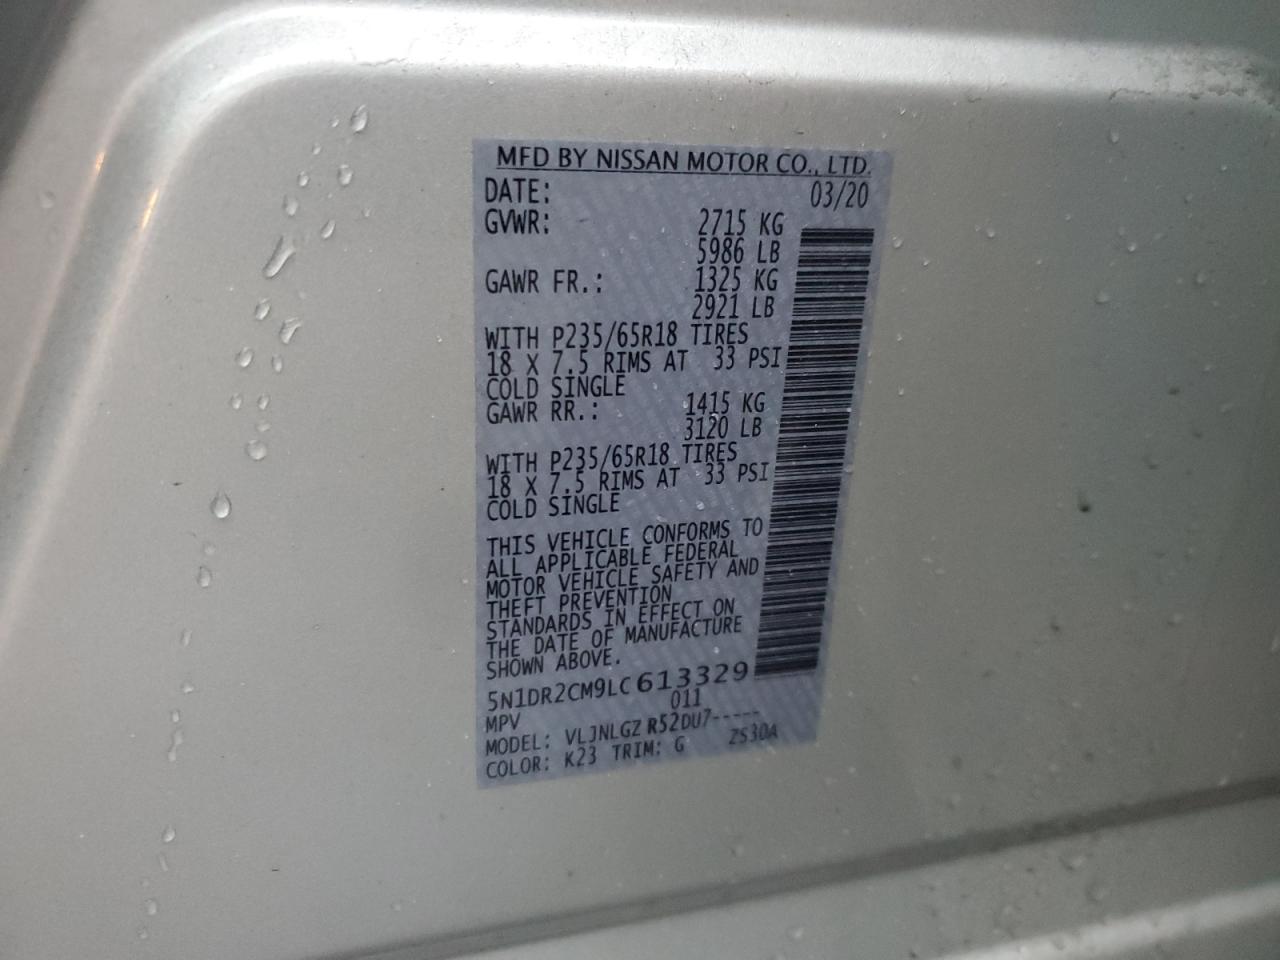 MFD BY NISSAN MOTOR CO., LTD.
DATE: 03/20
GVWR: 2715 KG
5986 LB
GAWR FR.: 1325 KG
2921 LB
WITH P235/65R18 TIRES
18 X 7.5 RIMS AT 33 PSI
COLD SINGLE
GAWR RR.: 1415 KG
3120 LB
WITH P235/65R18 TIRES
18 X 7.5 RIMS AT 33 PSI
COLD SINGLE
THIS VEHICLE CONFORMS TO
ALL APPLICABLE FEDERAL
MOTOR VEHICLE SAFETY AND
THEFT PREVENTION
STANDARDS IN EFFECT ON
THE DATE OF MANUFACTURE
SHOWN ABOVE.
5N1DR2CM9LC613329
MPV 011
MODEL: VLJNLGZ R52DU7-----
COLOR: K23 TRIM: G ZS30A